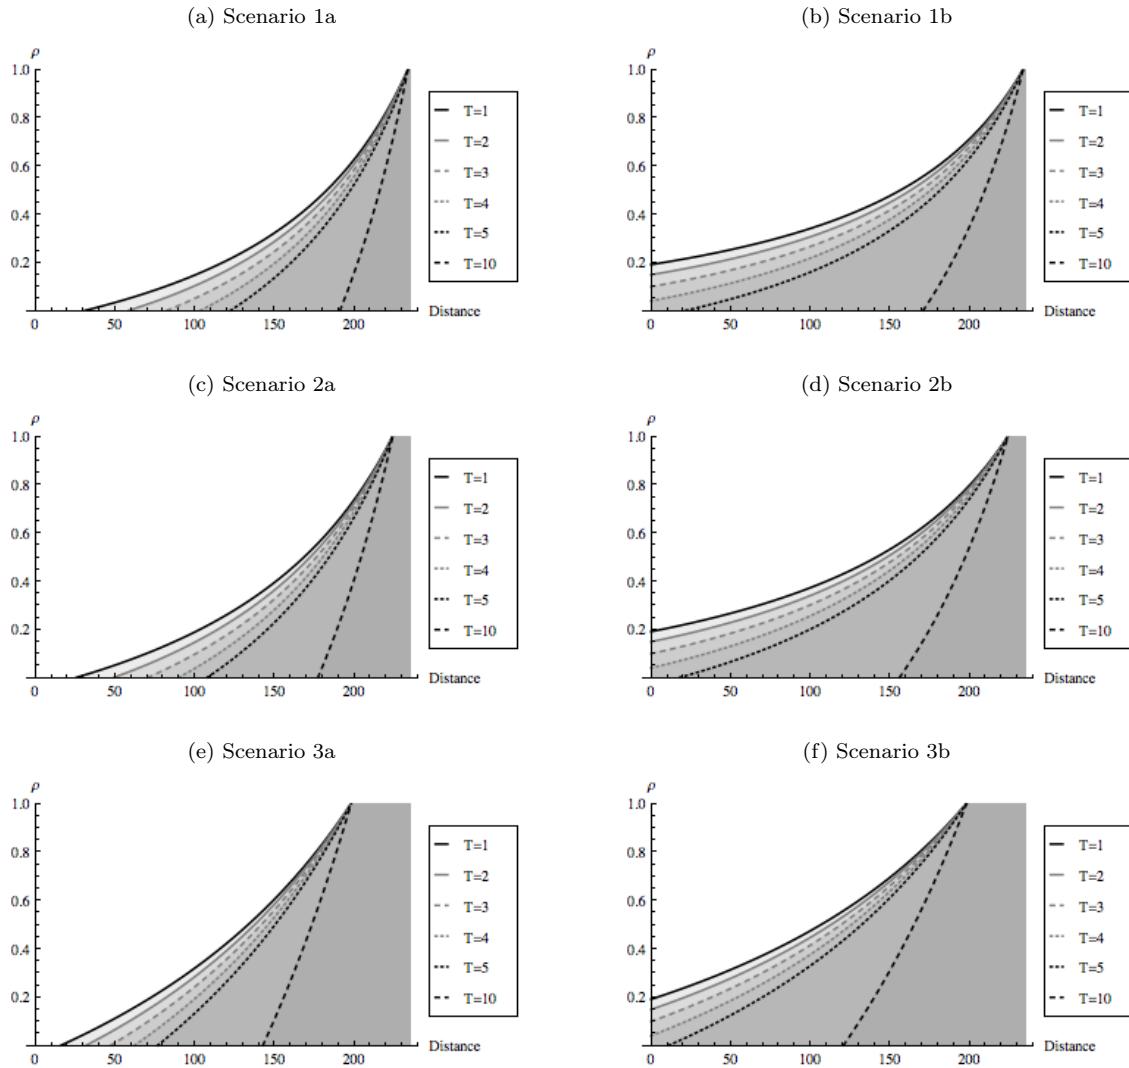 (a) Scenario 1a
ρ
1.0
0.8
0.6
0.4
0.2
0
50
100
150
200
Distance
T=1
T=2
T=3
T=4
T=5
T=10
(b) Scenario 1b
ρ
1.0
0.8
0.6
0.4
0.2
0
50
100
150
200
Distance
T=1
T=2
T=3
T=4
T=5
T=10
(c) Scenario 2a
ρ
1.0
0.8
0.6
0.4
0.2
0
50
100
150
200
Distance
T=1
T=2
T=3
T=4
T=5
T=10
(d) Scenario 2b
ρ
1.0
0.8
0.6
0.4
0.2
0
50
100
150
200
Distance
T=1
T=2
T=3
T=4
T=5
T=10
(e) Scenario 3a
ρ
1.0
0.8
0.6
0.4
0.2
0
50
100
150
200
Distance
T=1
T=2
T=3
T=4
T=5
T=10
(f) Scenario 3b
ρ
1.0
0.8
0.6
0.4
0.2
0
50
100
150
200
Distance
T=1
T=2
T=3
T=4
T=5
T=10